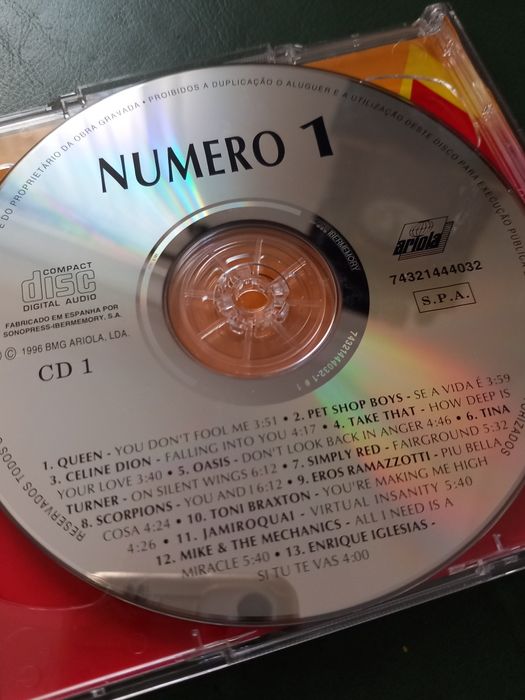 E DO PROPRIETÁRIO DA OBRA GRAVADA • PROIBIDOS A DUPLICAÇÃO O ALUGUER E A UTILIZAÇÃO DESTE DISCO PARA EXECUÇÃO PÚBLICA
NUMERO 1
COMPACT
disc
DIGITAL AUDIO
FABRICADO EM ESPANHA POR
SONOPRESS-IBERMEMORY, S.A.
℗ © 1996 BMG ARIOLA, LDA.
CD 1
IBERMEMORY
74321444032-1 @ 1
ariola
74321444032
S.P.A.
1. QUEEN - YOU DON'T FOOL ME 3:51 • 2. PET SHOP BOYS - SE A VIDA É 3:59
3. CELINE DION - FALLING INTO YOU 4:17 • 4. TAKE THAT - HOW DEEP IS
YOUR LOVE 3:40 • 5. OASIS - DON'T LOOK BACK IN ANGER 4:46 • 6. TINA
TURNER - ON SILVER WINGS 6:12 • 7. SIMPLY RED - FAIRGROUND 5:32
8. SCORPIONS - YOU AND I 6:12 • 9. EROS RAMAZZOTTI - PIU BELLA
COSA 4:24 • 10. TONI BRAXTON - YOU'RE MAKING ME HIGH
4:26 • 11. JAMIROQUAI - VIRTUAL INSANITY 5:40
12. MIKE & THE MECHANICS - ALL I NEED IS A
MIRACLE 5:40 • 13. ENRIQUE IGLESIAS -
SI TU TE VAS 4:00
RESERVADOS TODOS